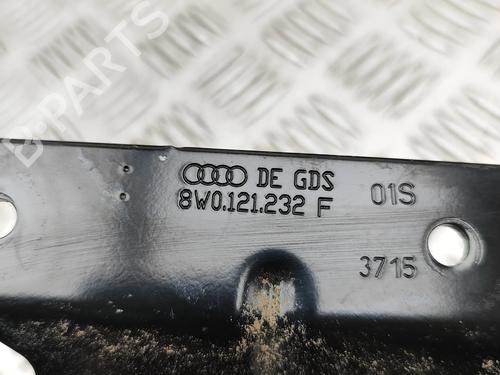 B-PARTS
DE GDS
8W0.121.232 F
01S
3715